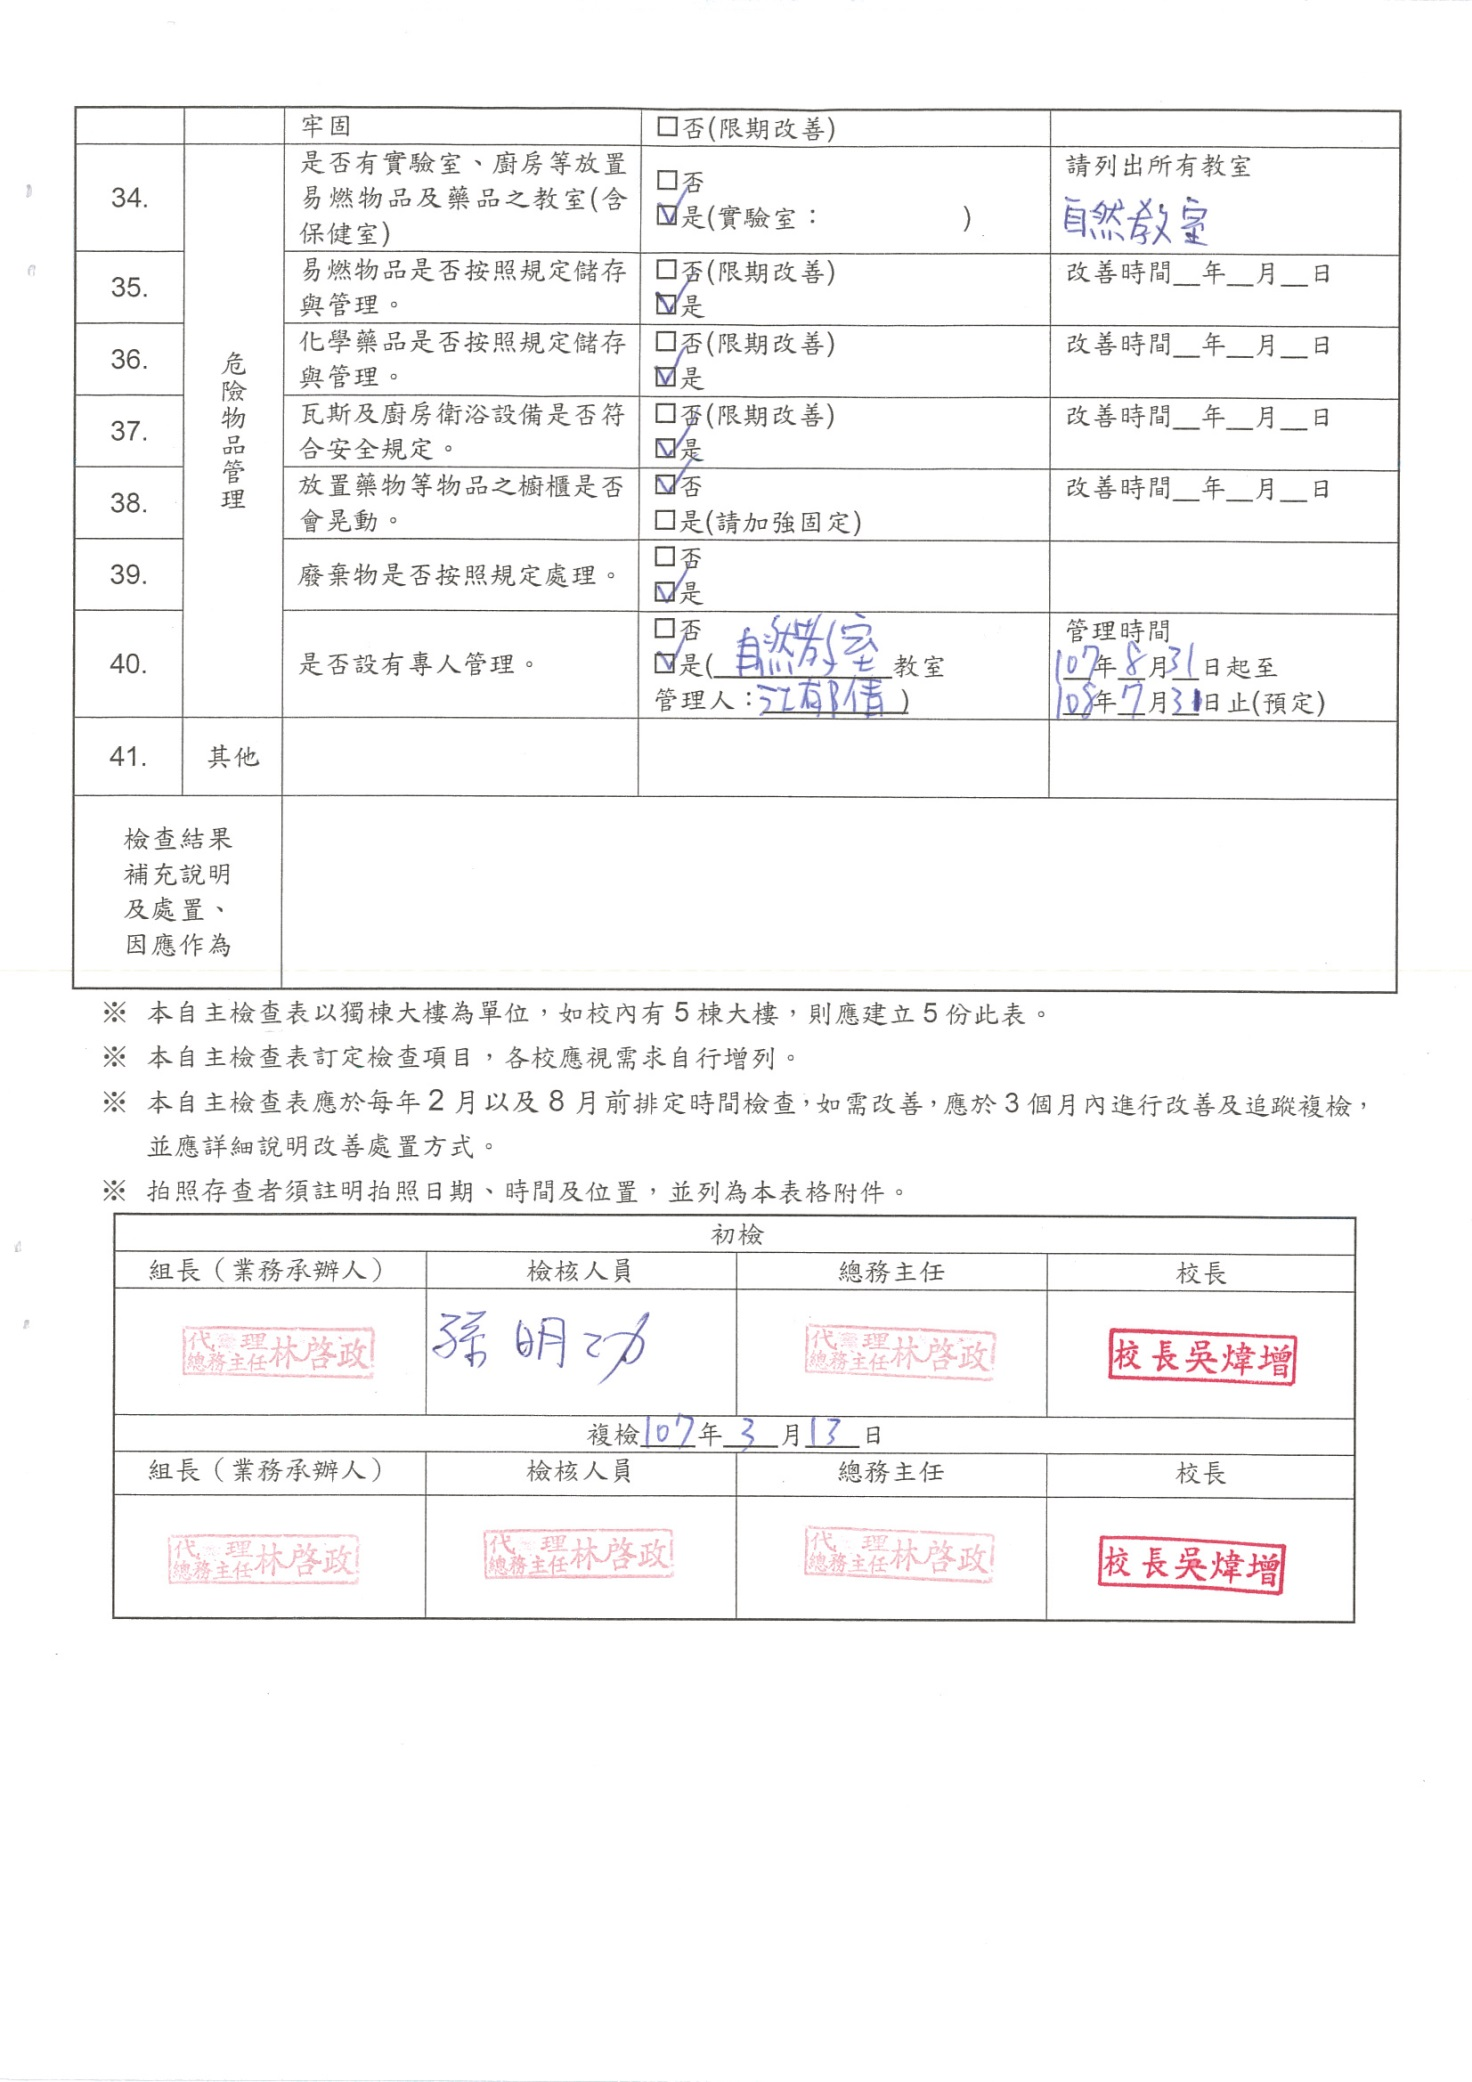 牢固
□否(限期改善)
34.
危險物品管理
是否有實驗室、廚房等放置
易燃物品及藥品之教室(含
保健室)
□否
☑是(實驗室：　　　　　)
請列出所有教室
自然教室
35.
易燃物品是否按照規定儲存
與管理。
□否(限期改善)
☑是
改善時間__年__月__日
36.
化學藥品是否按照規定儲存
與管理。
□否(限期改善)
☑是
改善時間__年__月__日
37.
瓦斯及廚房衛浴設備是否符
合安全規定。
□否(限期改善)
☑是
改善時間__年__月__日
38.
放置藥物等物品之櫥櫃是否
會晃動。
☑否
□是(請加強固定)
改善時間__年__月__日
39.
廢棄物是否按照規定處理。
□否
☑是
40.
是否設有專人管理。
□否
☑是(自然教室教室
管理人：江郁倩)
管理時間
107年8月31日起至
108年7月31日止(預定)
41.
其他
檢查結果
補充說明
及處置、
因應作為
※ 本自主檢查表以獨棟大樓為單位，如校內有5棟大樓，則應建立5份此表。
※ 本自主檢查表訂定檢查項目，各校應視需求自行增列。
※ 本自主檢查表應於每年2月以及8月前排定時間檢查，如需改善，應於3個月內進行改善及追蹤複檢，
並應詳細說明改善處置方式。
※ 拍照存查者須註明拍照日期、時間及位置，並列為本表格附件。
初檢
組長（業務承辦人）
檢核人員
總務主任
校長
代理總務主任林啓政
孫明功
代理總務主任林啓政
校長吳煒增
複檢107年3月13日
組長（業務承辦人）
檢核人員
總務主任
校長
代理總務主任林啓政
代理總務主任林啓政
代理總務主任林啓政
校長吳煒增